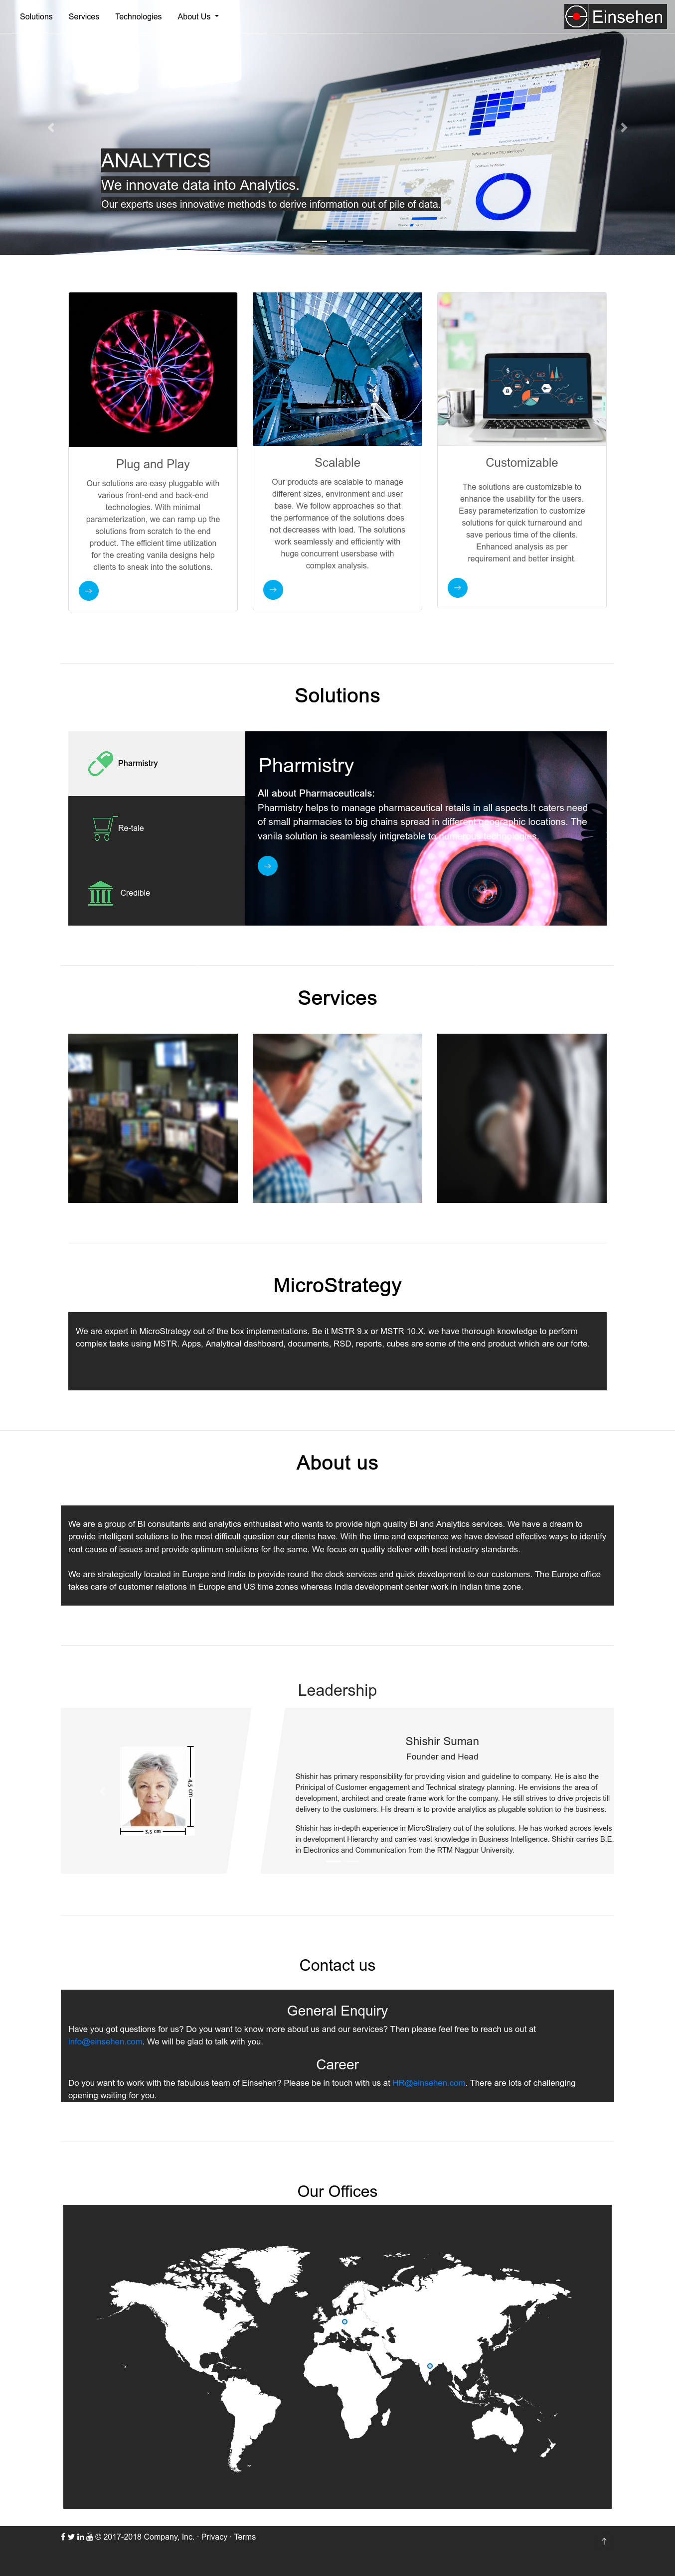 Solutions Services Technologies About Us
Einsehen
ANALYTICS
We innovate data into Analytics.
Our experts uses innovative methods to derive information out of pile of data.
Plug and Play
Our solutions are easy pluggable with
various front-end and back-end
technologies. With minimal
parameterization, we can ramp up the
solutions from scratch to the end
product. The efficient time utilization
for the creating vanila designs help
clients to sneak into the solutions.
Scalable
Our products are scalable to manage
different sizes, environment and user
base. We follow approaches so that
the performance of the solutions does
not decreases with load. The solutions
work seamlessly and efficiently with
huge concurrent usersbase with
complex analysis.
Customizable
The solutions are customizable to
enhance the usability for the users.
Easy parameterization to customize
solutions for quick turnaround and
save perious time of the clients.
Enhanced analysis as per
requirement and better insight.
Solutions
Pharmistry
Re-tale
Credible
Pharmistry
All about Pharmaceuticals:
Pharmistry helps to manage pharmaceutical retails in all aspects.It caters need
of small pharmacies to big chains spread in different geographic locations. The
vanila solution is seamlessly intigretable to
Services
MicroStrategy
We are expert in MicroStrategy out of the box implementations. Be it MSTR 9.x or MSTR 10.X, we have thorough knowledge to perform
complex tasks using MSTR. Apps, Analytical dashboard, documents, RSD, reports, cubes are some of the end product which are our forte.
About us
We are a group of BI consultants and analytics enthusiast who wants to provide high quality BI and Analytics services. We have a dream to
provide intelligent solutions to the most difficult question our clients have. With the time and experience we have devised effective ways to identify
root cause of issues and provide optimum solutions for the same. We focus on quality deliver with best industry standards.
We are strategically located in Europe and India to provide round the clock services and quick development to our customers. The Europe office
takes care of customer relations in Europe and US time zones whereas India development center work in Indian time zone.
Leadership
4.5 cm
3.5 cm
Shishir Suman
Founder and Head
Shishir has primary responsibility for providing vision and guideline to company. He is also the
Prinicipal of Customer engagement and Technical strategy planning. He envisions the area of
development, architect and create frame work for the company. He still strives to drive projects till
delivery to the customers. His dream is to provide analytics as plugable solution to the business.
Shishir has in-depth experience in MicroStratery out of the solutions. He has worked across levels
in development Hierarchy and carries vast knowledge in Business Intelligence. Shishir carries B.E.
in Electronics and Communication from the RTM Nagpur University.
Contact us
General Enquiry
Have you got questions for us? Do you want to know more about us and our services? Then please feel free to reach us out at
info@einsehen.com. We will be glad to talk with you.
Career
Do you want to work with the fabulous team of Einsehen? Please be in touch with us at HR@einsehen.com. There are lots of challenging
opening waiting for you.
Our Offices
© 2017-2018 Company, Inc. · Privacy · Terms